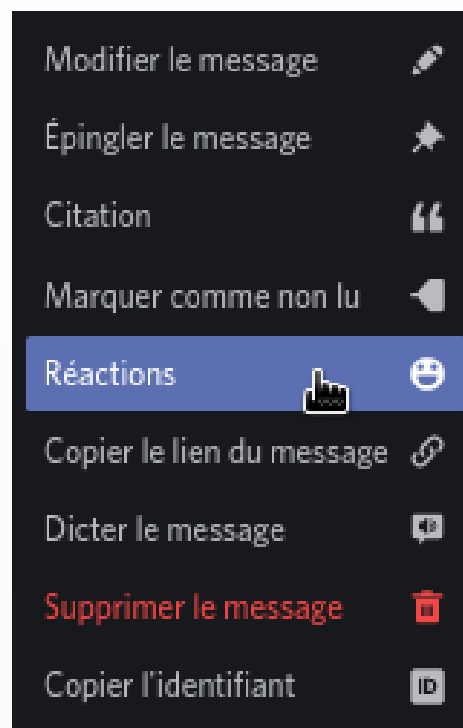 Modifier le message
Épingler le message
Citation
Marquer comme non lu
Réactions
Copier le lien du message
Dicter le message
Supprimer le message
Copier l'identifiant
ID